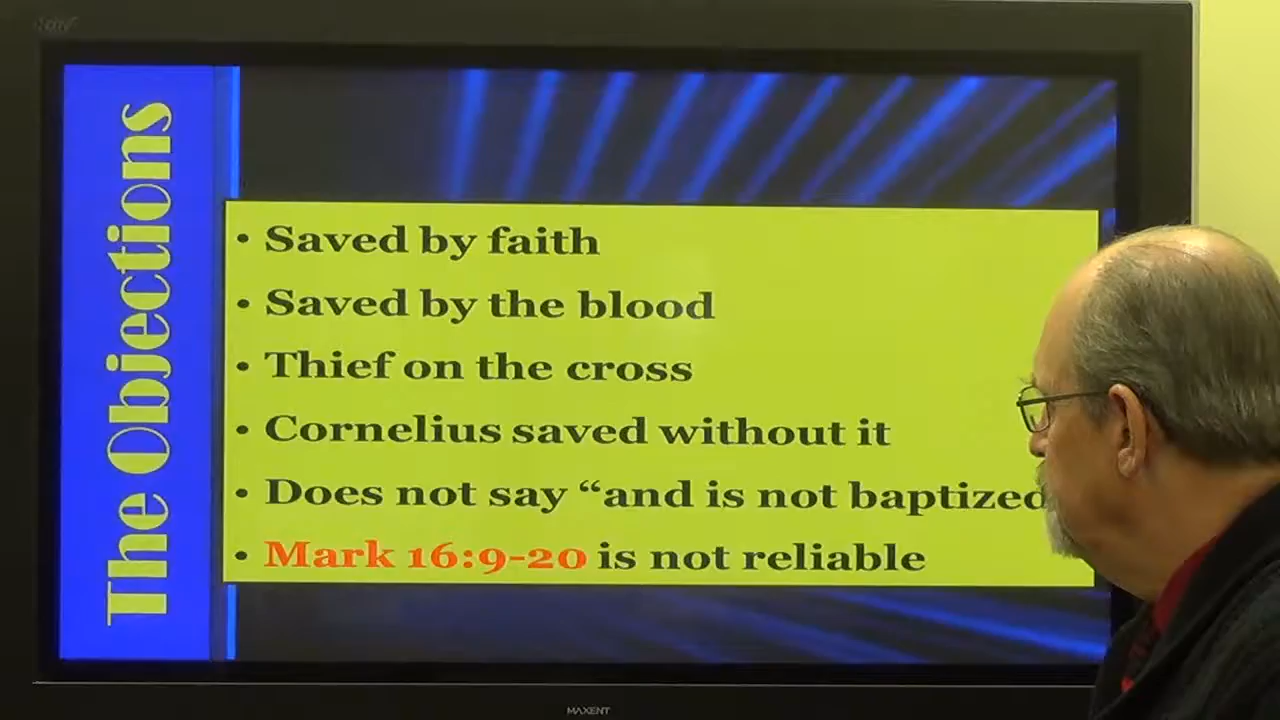 The Objections
• Saved by faith
• Saved by the blood
• Thief on the cross
• Cornelius saved without it
• Does not say “and is not baptized
• Mark 16:9-20 is not reliable
MAXENT